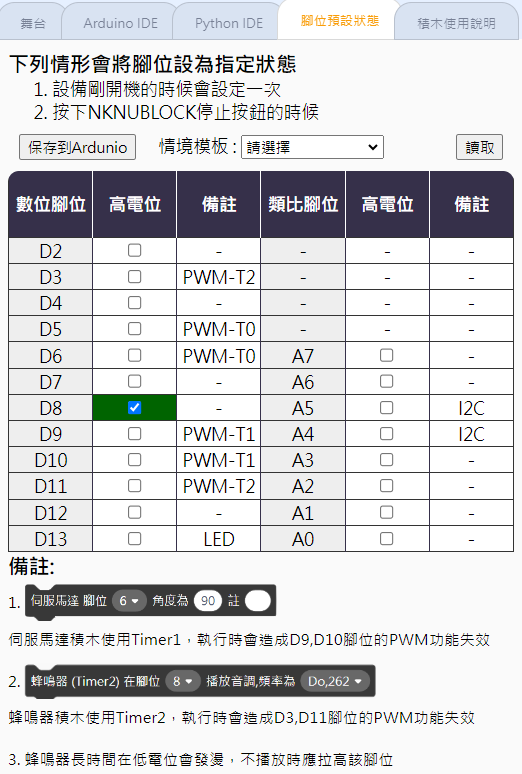 舞台 Arduino IDE Python IDE 腳位預設狀態 積木使用說明
下列情形會將腳位設為指定狀態
1. 設備剛開機的時候會設定一次
2. 按下NKNUBLOCK停止按鈕的時候
保存到Ardunio 情境模板 : 請選擇 讀取
數位腳位 高電位 備註 類比腳位 高電位 備註
D2 - - - -
D3 PWM-T2 - - -
D4 - - - -
D5 PWM-T0 - - -
D6 PWM-T0 A7 -
D7 - A6 -
D8 - A5 I2C
D9 PWM-T1 A4 I2C
D10 PWM-T1 A3 -
D11 PWM-T2 A2 -
D12 - A1 -
D13 LED A0 -
備註:
1. 伺服馬達 腳位 6 角度為 90 註
伺服馬達積木使用Timer1，執行時會造成D9,D10腳位的PWM功能失效
2. 蜂鳴器 (Timer2) 在腳位 8 播放音調,頻率為 Do,262
蜂鳴器積木使用Timer2，執行時會造成D3,D11腳位的PWM功能失效
3. 蜂鳴器長時間在低電位會發燙，不播放時應拉高該腳位